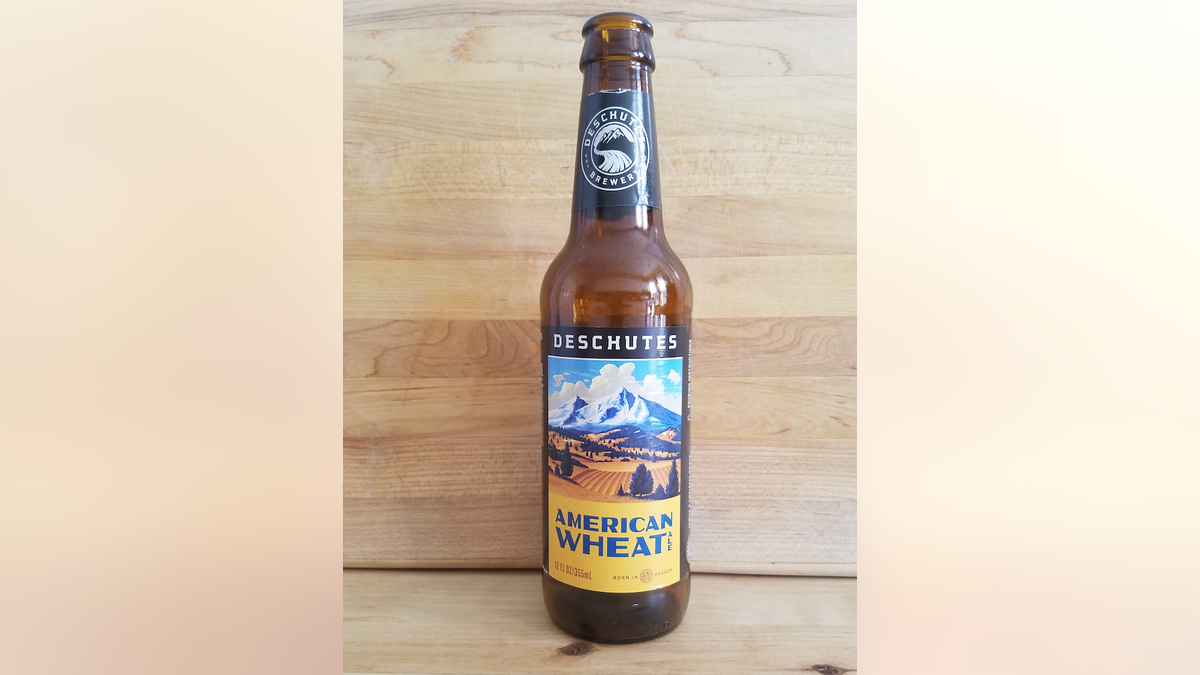 DESCHUTES
BREWERY
DESCHUTES
AMERICAN
WHEAT ALE
12 FL OZ/355mL
BORN IN OREGON